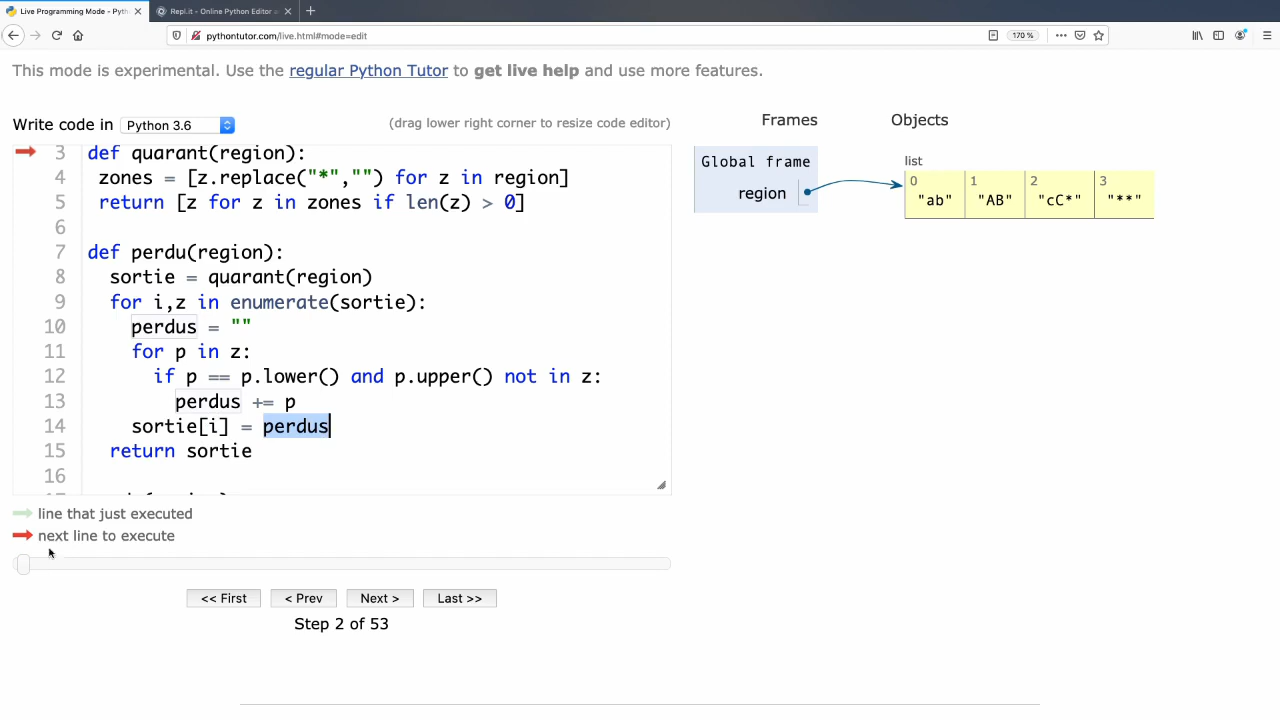 Live Programming Mode - Pyth
Repl.it - Online Python Editor
pythontutor.com/live.html#mode=edit
170 %
This mode is experimental. Use the regular Python Tutor to get live help and use more features.
Write code in Python 3.6
(drag lower right corner to resize code editor)
3 def quarant(region):
4 zones = [z.replace("*","") for z in region]
5 return [z for z in zones if len(z) > 0]
6
7 def perdu(region):
8 sortie = quarant(region)
9 for i,z in enumerate(sortie):
10 perdus = ""
11 for p in z:
12 if p == p.lower() and p.upper() not in z:
13 perdus += p
14 sortie[i] = perdus
15 return sortie
16
line that just executed
next line to execute
<< First
< Prev
Next >
Last >>
Step 2 of 53
Frames
Objects
Global frame
region
list
0 1 2 3
"ab" "AB" "cC*" "**"